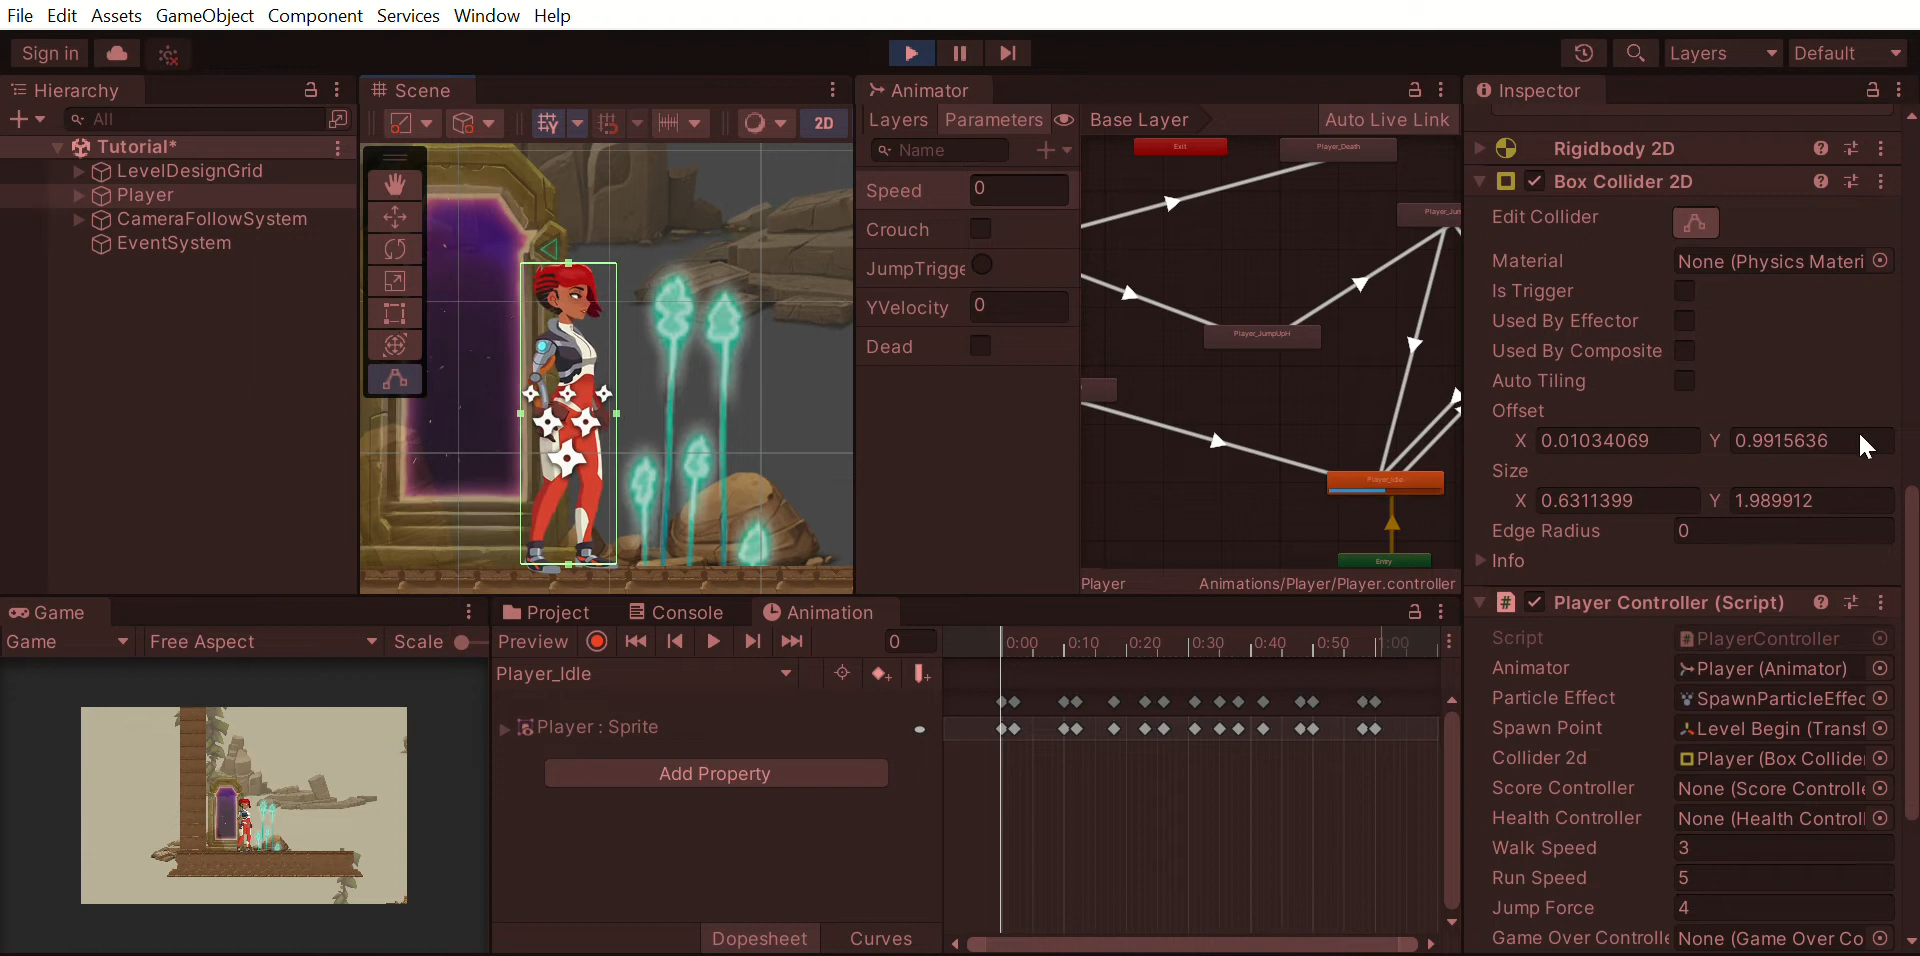 File Edit Assets GameObject Component Services Window Help
Sign in
Layers
Default
Hierarchy
All
Tutorial*
LevelDesignGrid
Player
CameraFollowSystem
EventSystem
Scene
2D
Animator
Layers Parameters
Base Layer
Auto Live Link
Name
Speed 0
Crouch
JumpTrigge
YVelocity 0
Dead
Exit
Player_Death
Player_Jum
Player_JumpUpH
Player_Idle
Entry
Player
Animations/Player/Player.controller
Inspector
Rigidbody 2D
Box Collider 2D
Edit Collider
Material None (Physics Materi
Is Trigger
Used By Effector
Used By Composite
Auto Tiling
Offset
X 0.01034069 Y 0.9915636
Size
X 0.6311399 Y 1.989912
Edge Radius 0
Info
Player Controller (Script)
Script PlayerController
Animator Player (Animator)
Particle Effect SpawnParticleEffec
Spawn Point Level Begin (Transf
Collider 2d Player (Box Collider
Score Controller None (Score Controlle
Health Controller None (Health Controll
Walk Speed 3
Run Speed 5
Jump Force 4
Game Over Controlle None (Game Over Co
Game
Game Free Aspect Scale
Project Console Animation
Preview 0
0:00 0:10 0:20 0:30 0:40 0:50 1:00
Player_Idle
Player : Sprite
Add Property
Dopesheet Curves